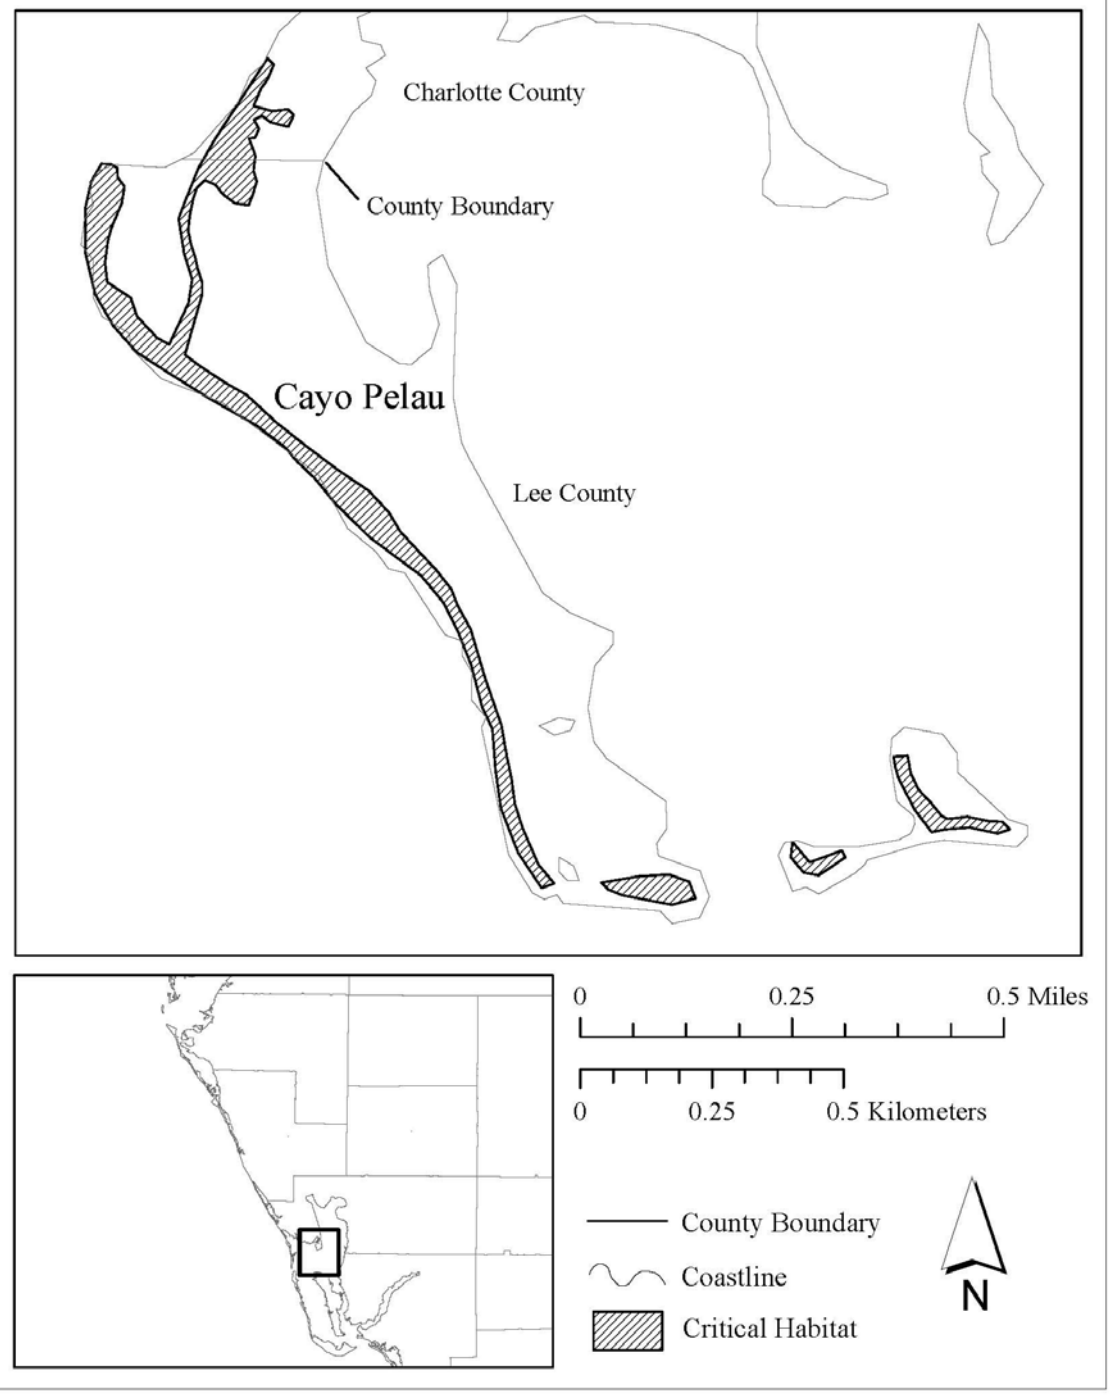 Charlotte County
County Boundary
Cayo Pelau
Lee County
0 0.25 0.5 Miles
0 0.25 0.5 Kilometers
County Boundary
Coastline
Critical Habitat
N